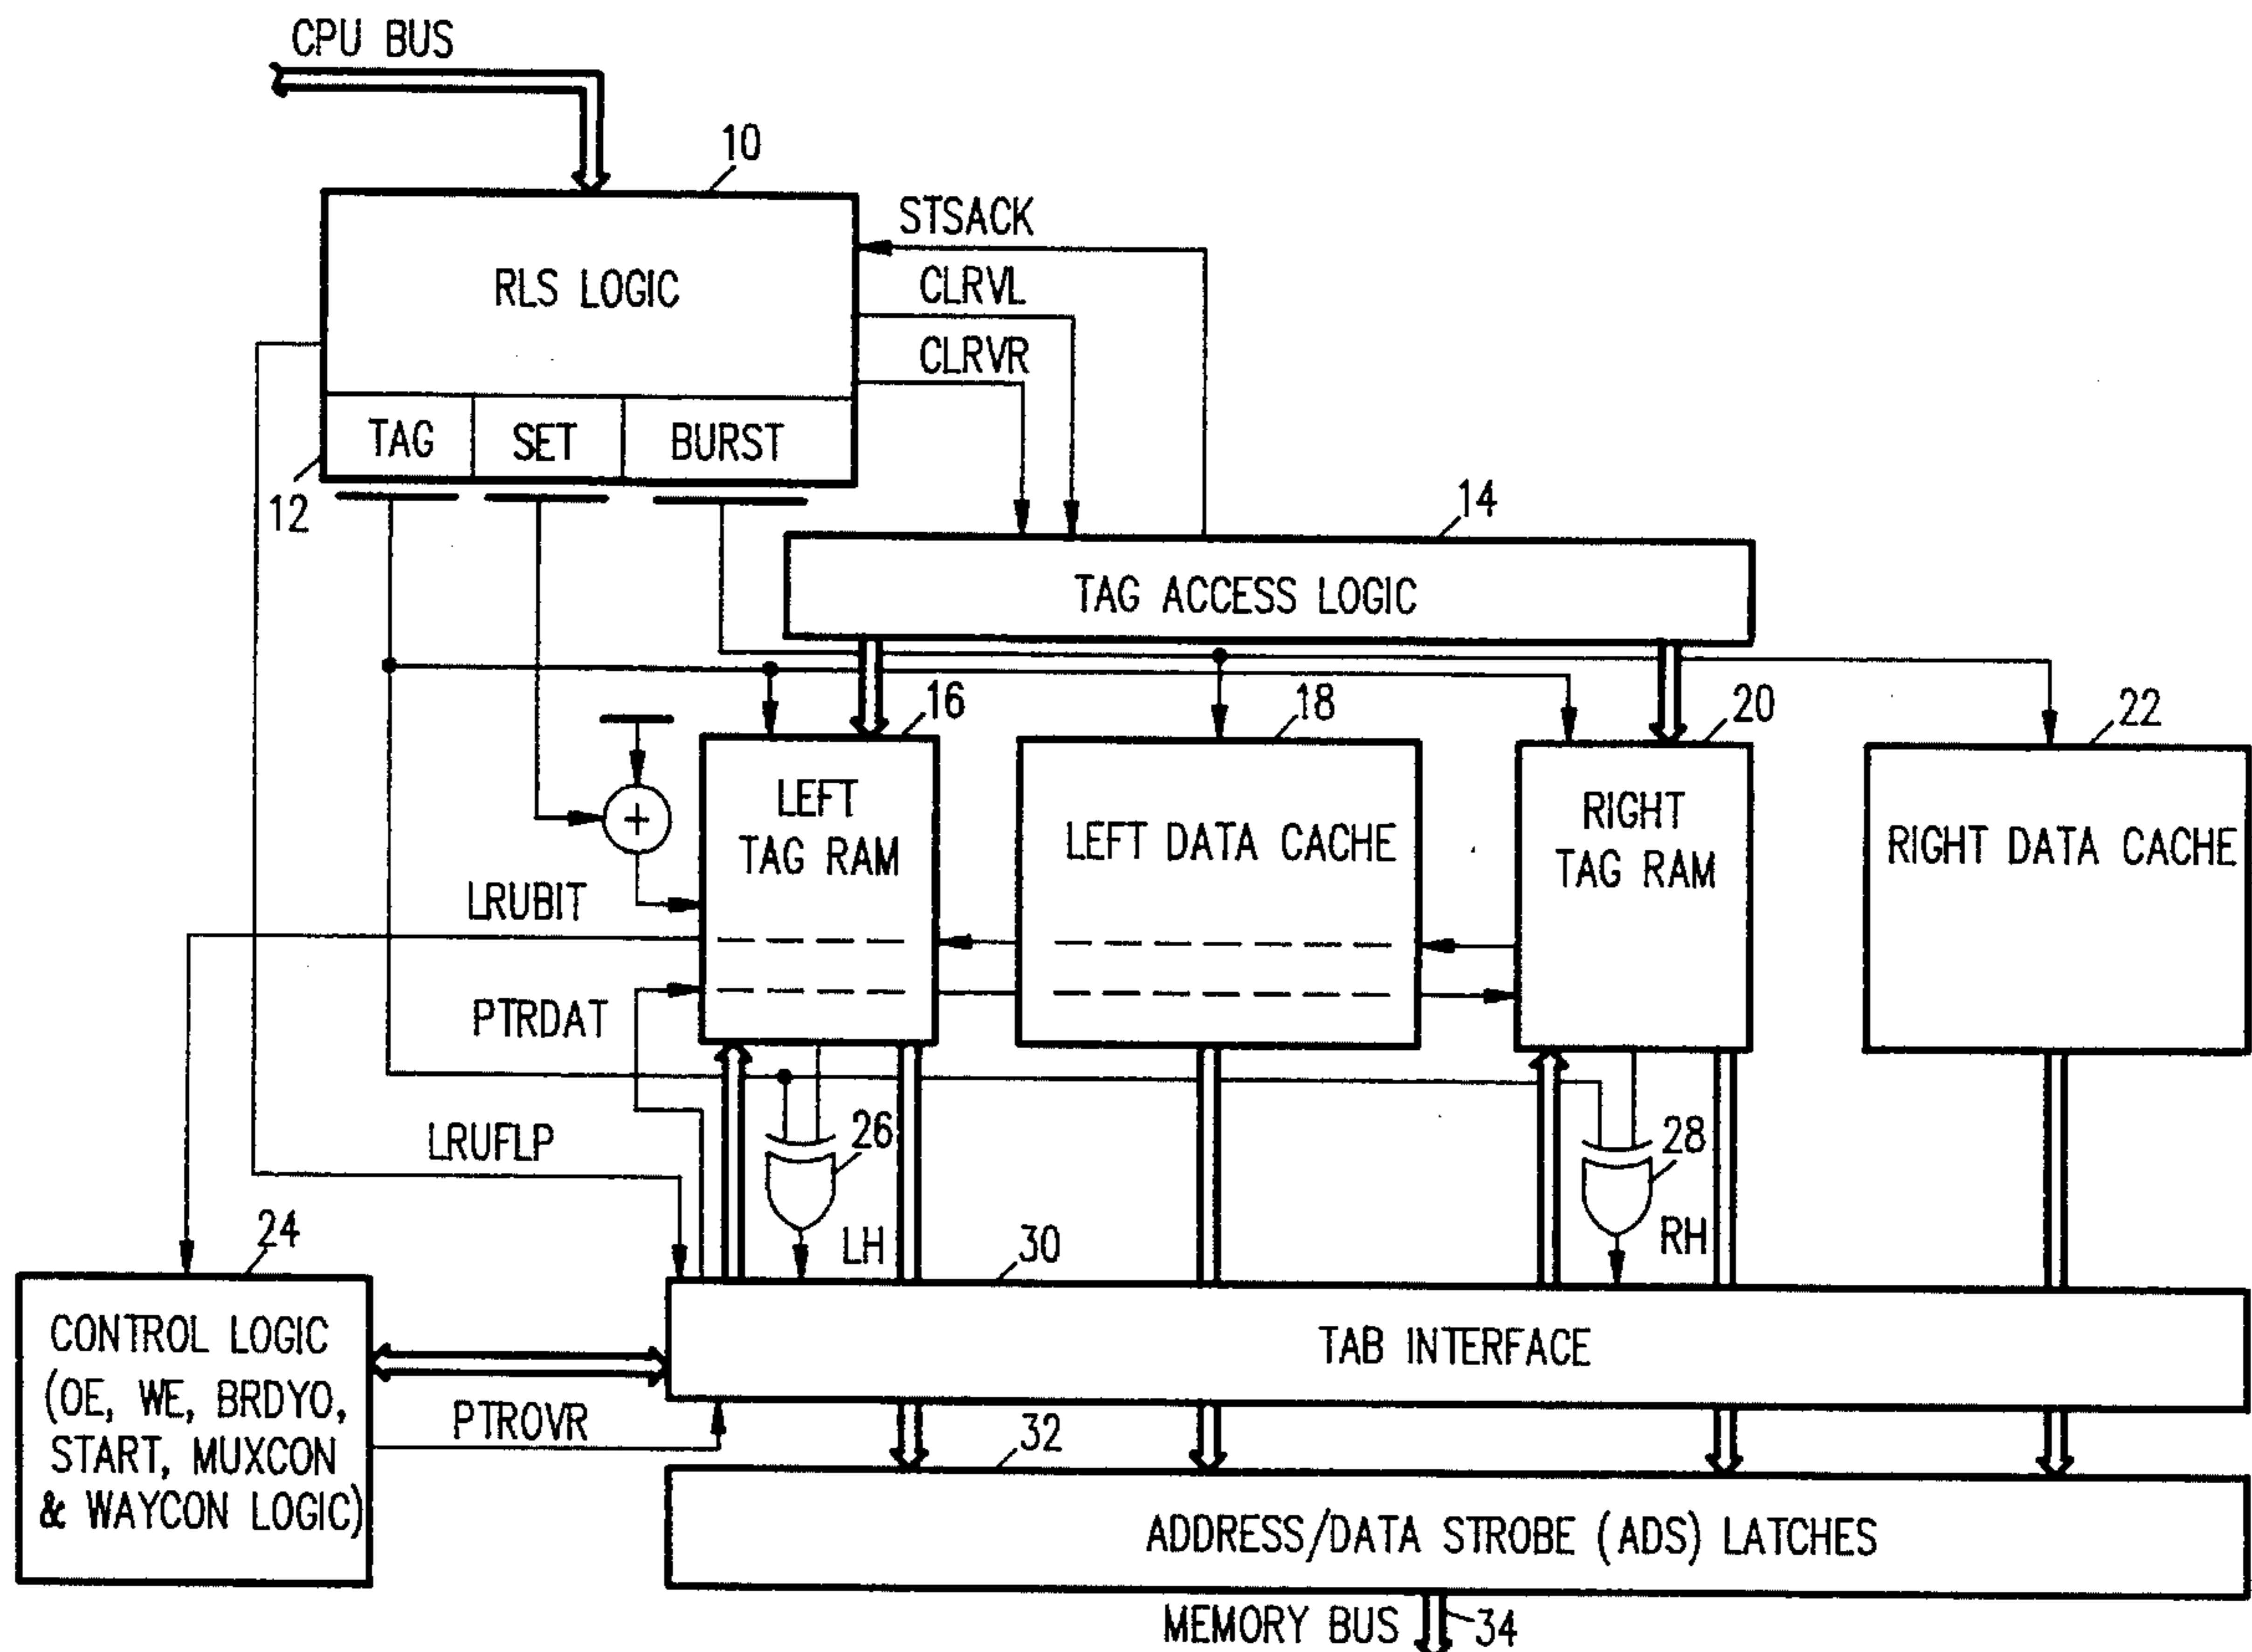 CPU BUS
10
STSACK
RLS LOGIC
CLRVL
CLRVR
TAG
SET
BURST
12
14
TAG ACCESS LOGIC
16
18
20
22
LEFT
TAG RAM
LEFT DATA CACHE
RIGHT
TAG RAM
RIGHT DATA CACHE
+
LRUBIT
PTRDAT
LRUFLP
26
28
LH
RH
24
30
CONTROL LOGIC
(OE, WE, BRDYO,
START, MUXCON
& WAYCON LOGIC)
TAB INTERFACE
PTROVR
32
ADDRESS/DATA STROBE (ADS) LATCHES
MEMORY BUS
34